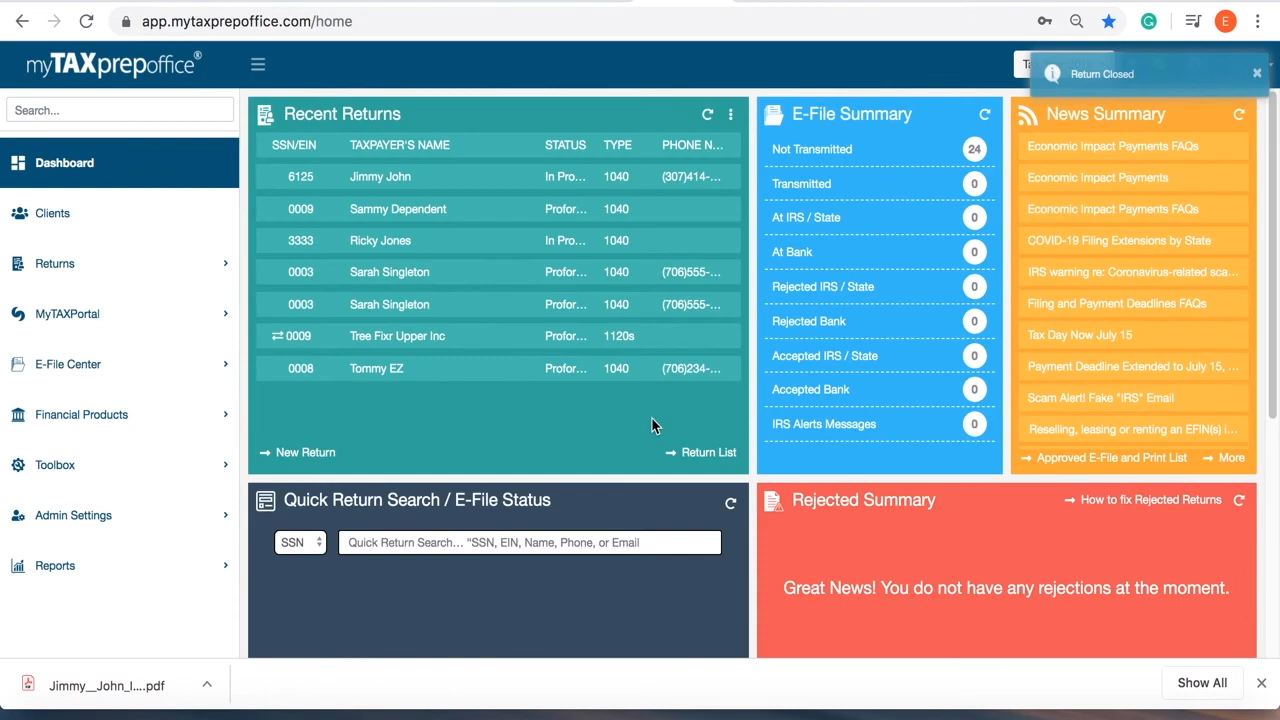 app.mytaxprepoffice.com/home
E
myTAXprepoffice®
Return Closed
Search...
Dashboard
Clients
Returns
MyTAXPortal
E-File Center
Financial Products
Toolbox
Admin Settings
Reports
Recent Returns
SSN/EIN TAXPAYER'S NAME STATUS TYPE PHONE N...
6125 Jimmy John In Pro... 1040 (307)414-...
0009 Sammy Dependent Profor... 1040
3333 Ricky Jones In Pro... 1040
0003 Sarah Singleton Profor... 1040 (706)555-...
0003 Sarah Singleton Profor... 1040 (706)555-...
0009 Tree Fixr Upper Inc Profor... 1120s
0008 Tommy EZ Profor... 1040 (706)234-...
New Return Return List
E-File Summary
Not Transmitted 24
Transmitted 0
At IRS / State 0
At Bank 0
Rejected IRS / State 0
Rejected Bank 0
Accepted IRS / State 0
Accepted Bank 0
IRS Alerts Messages 0
News Summary
Economic Impact Payments FAQs
Economic Impact Payments
Economic Impact Payments FAQs
COVID-19 Filing Extensions by State
IRS warning re: Coronavirus-related sca...
Filing and Payment Deadlines FAQs
Tax Day Now July 15
Payment Deadline Extended to July 15, ...
Scam Alert! Fake "IRS" Email
Reselling, leasing or renting an EFIN(s) i...
Approved E-File and Print List More
Quick Return Search / E-File Status
SSN Quick Return Search... "SSN, EIN, Name, Phone, or Email
Rejected Summary How to fix Rejected Returns
Great News! You do not have any rejections at the moment.
Jimmy__John_I....pdf
Show All